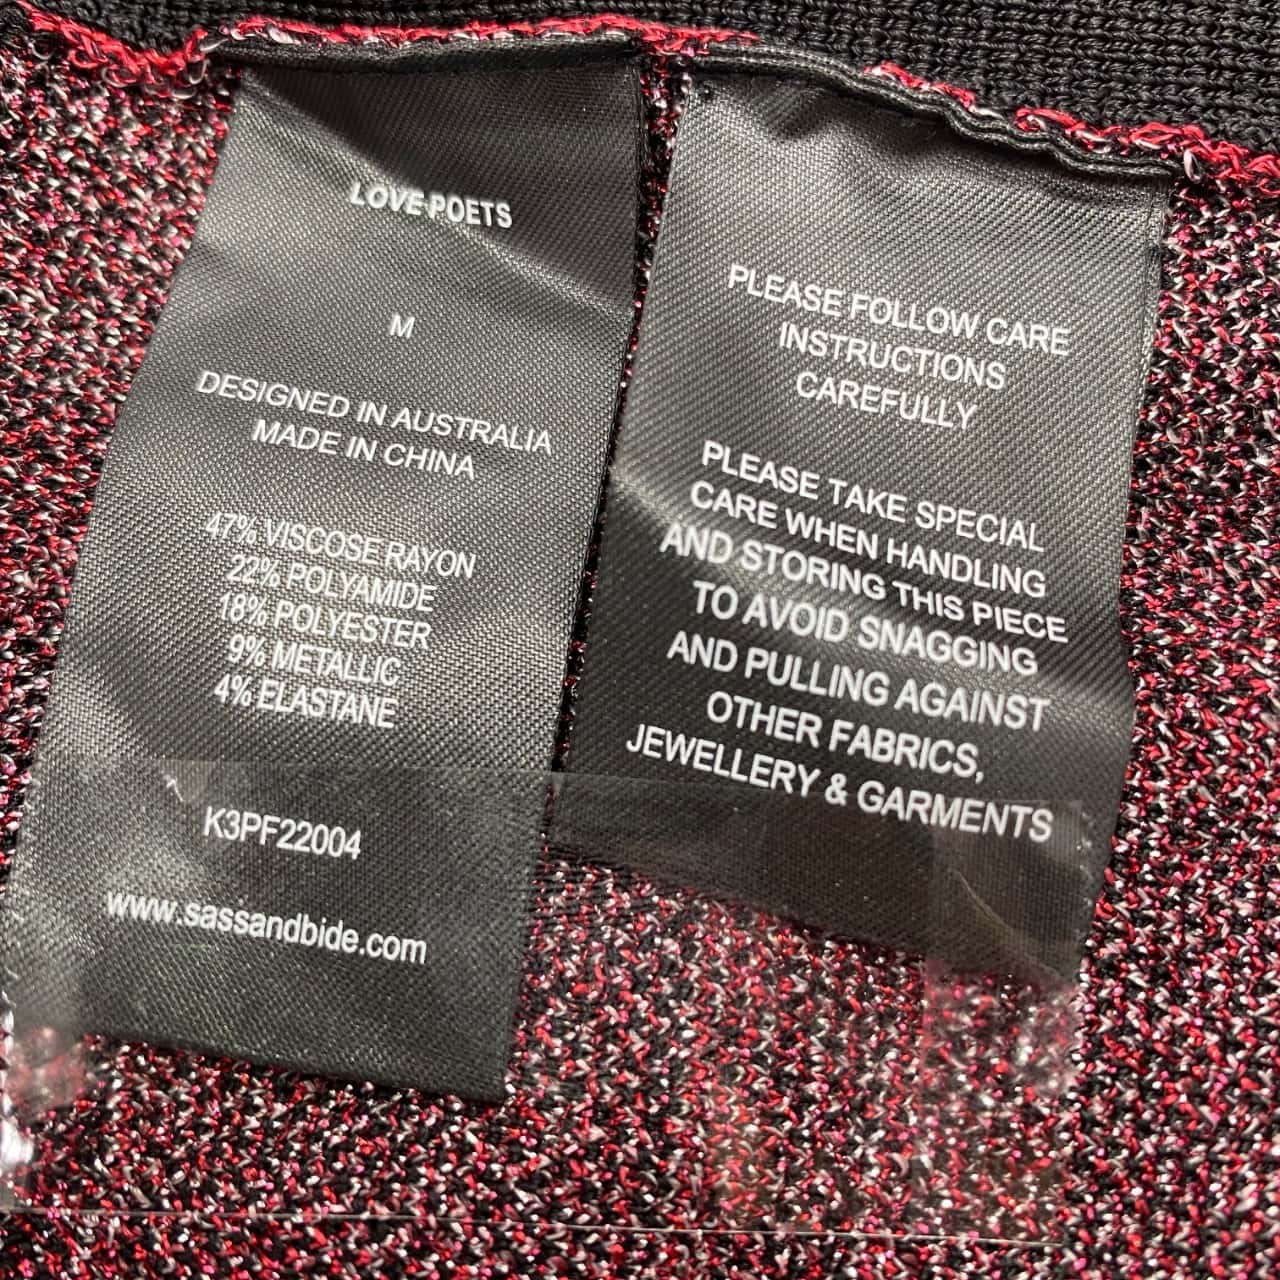 LOVE POETS
M
DESIGNED IN AUSTRALIA
MADE IN CHINA
47% VISCOSE RAYON
22% POLYAMIDE
18% POLYESTER
9% METALLIC
4% ELASTANE
K3PF22004
www.sassandbide.com
PLEASE FOLLOW CARE
INSTRUCTIONS
CAREFULLY
PLEASE TAKE SPECIAL
CARE WHEN HANDLING
AND STORING THIS PIECE
TO AVOID SNAGGING
AND PULLING AGAINST
OTHER FABRICS,
JEWELLERY & GARMENTS